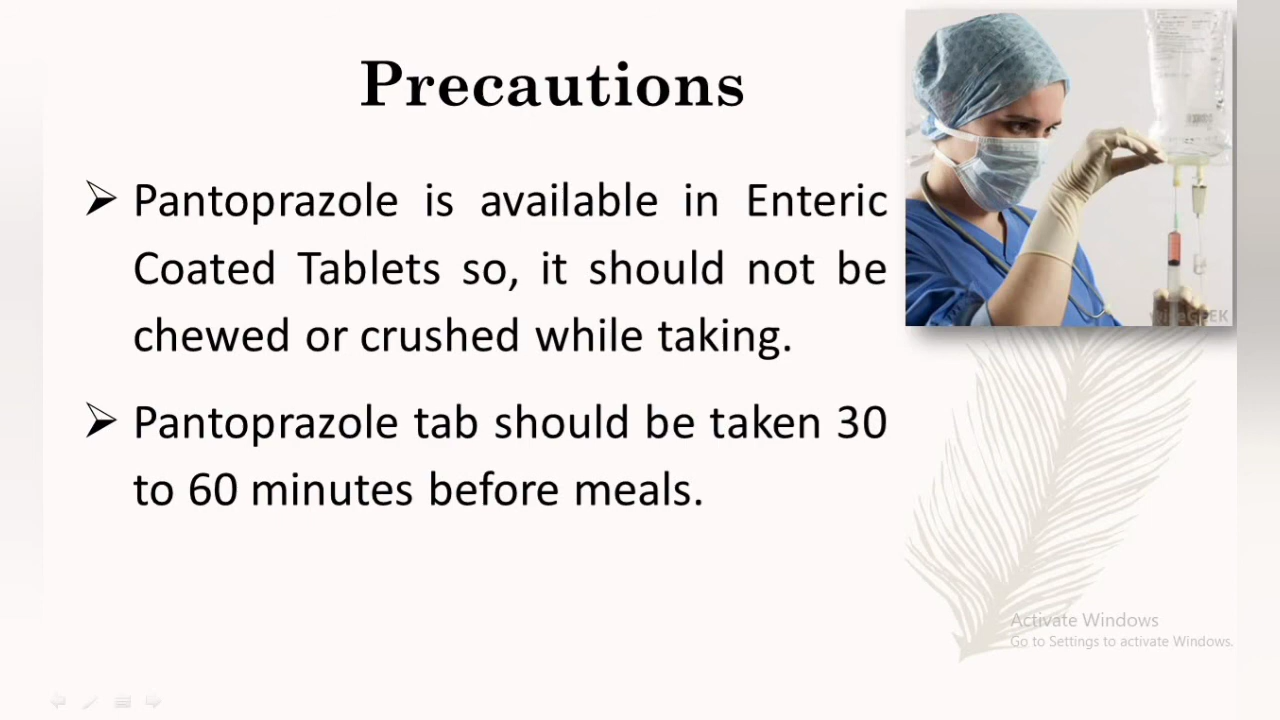 Precautions
Pantoprazole is available in Enteric
Coated Tablets so, it should not be
chewed or crushed while taking.
Pantoprazole tab should be taken 30
to 60 minutes before meals.
Activate Windows
Go to Settings to activate Windows.